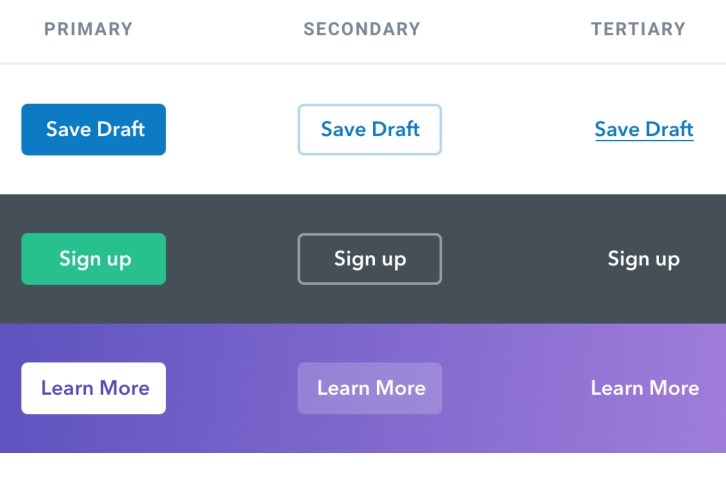 PRIMARY SECONDARY TERTIARY
Save Draft Save Draft Save Draft
Sign up Sign up Sign up
Learn More Learn More Learn More